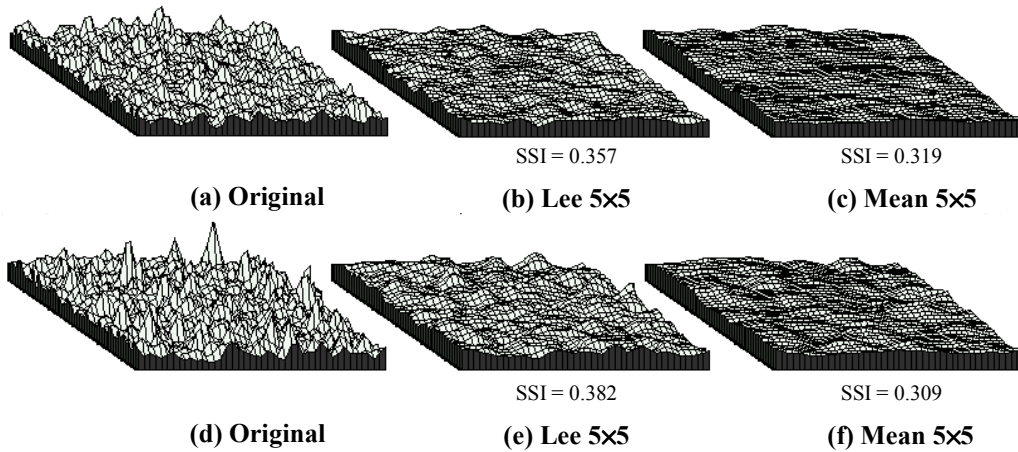 SSI = 0.357
SSI = 0.319
(a) Original
(b) Lee 5×5
(c) Mean 5×5
SSI = 0.382
SSI = 0.309
(d) Original
(e) Lee 5×5
(f) Mean 5×5